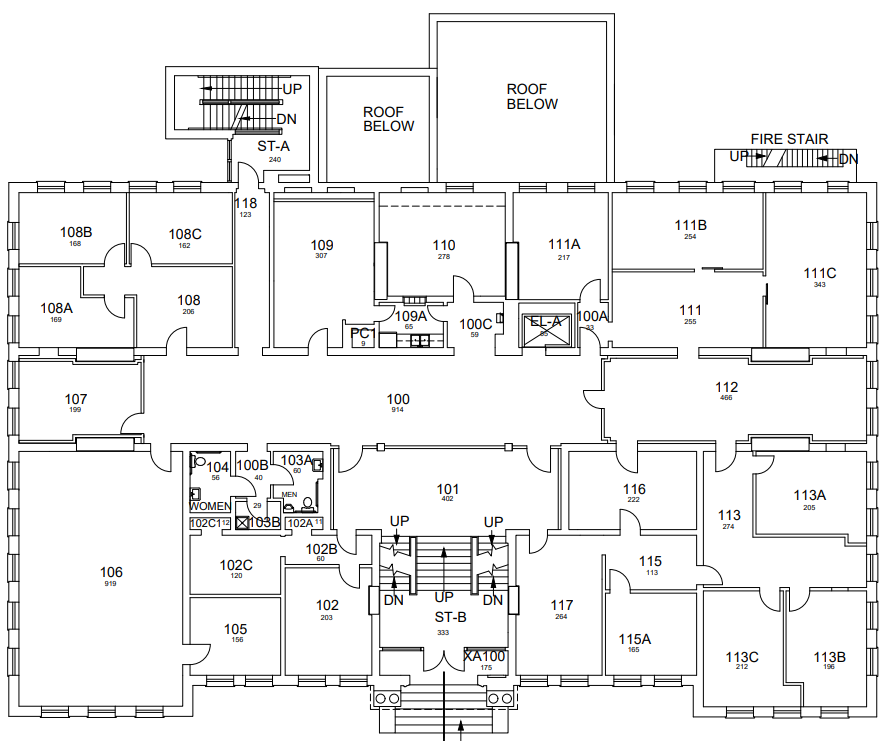 ROOF
BELOW
ROOF
BELOW
UP
DN
ST-A
240
FIRE STAIR
UP
DN
118
123
108B
168
108C
162
109
307
110
278
111A
217
111B
254
111C
343
108A
169
108
206
PC1
9
109A
65
100C
59
EL-A
100A
33
111
255
107
199
100
914
112
466
104
56
WOMEN
100B
40
103A
60
MEN
29
103B
102C1 12
102A 11
101
402
116
222
113
274
113A
205
106
919
102C
120
102B
60
UP
UP
UP
DN
DN
ST-B
333
115
113
105
156
102
203
117
264
115A
165
XA100
175
113C
212
113B
196